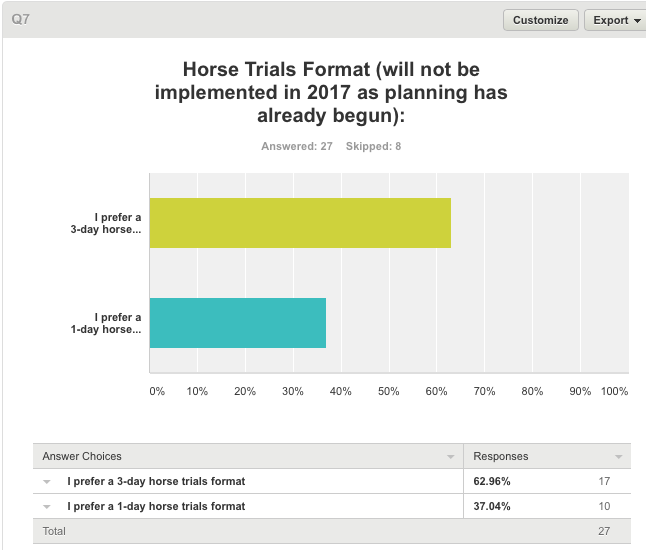 Q7
Customize
Export
Horse Trials Format (will not be
implemented in 2017 as planning has
already begun):
Answered: 27 Skipped: 8
I prefer a
3-day horse...
I prefer a
1-day horse...
0% 10% 20% 30% 40% 50% 60% 70% 80% 90% 100%
Answer Choices Responses
I prefer a 3-day horse trials format 62.96% 17
I prefer a 1-day horse trials format 37.04% 10
Total 27